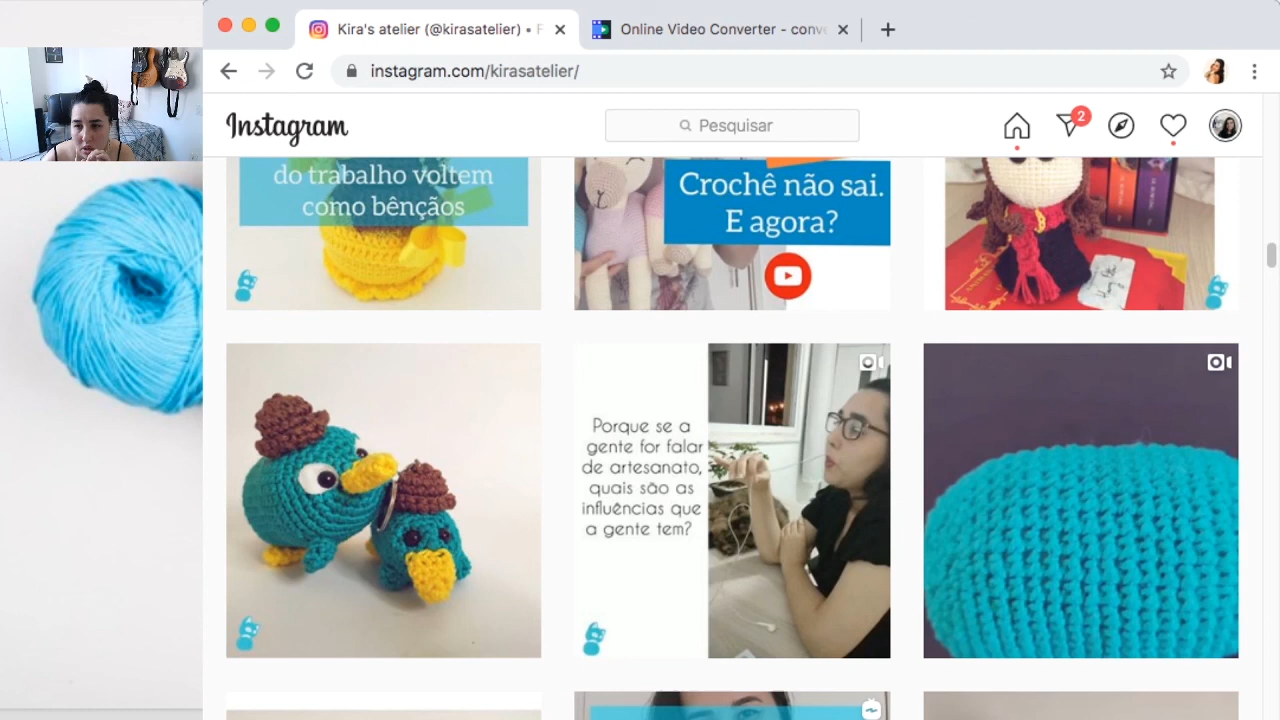 Kira's atelier (@kirasatelier) • F
Online Video Converter - conve
instagram.com/kirasatelier/
Instagram
Pesquisar
2
do trabalho voltem
como bênçãos
Crochê não sai.
E agora?
Porque se a
gente for falar
de artesanato,
quais são as
influências que
a gente tem?